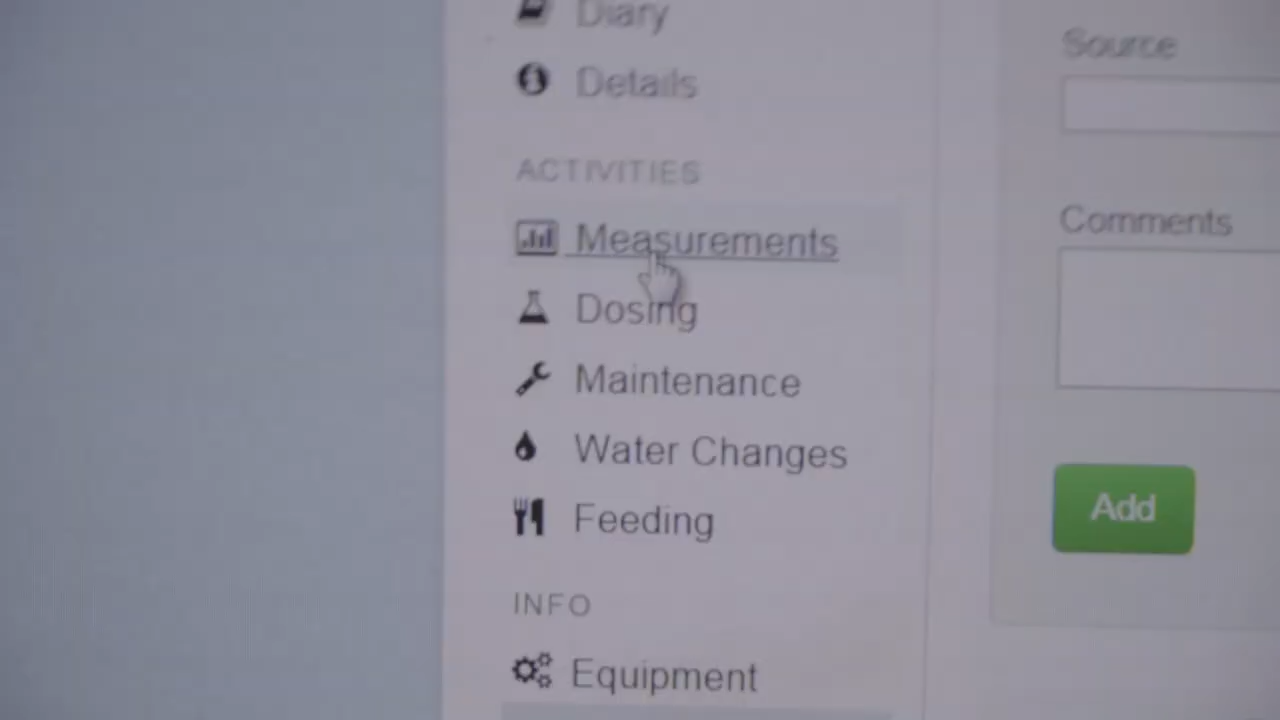 Diary
Details
ACTIVITIES
Measurements
Dosing
Maintenance
Water Changes
Feeding
INFO
Equipment
Source
Comments
Add